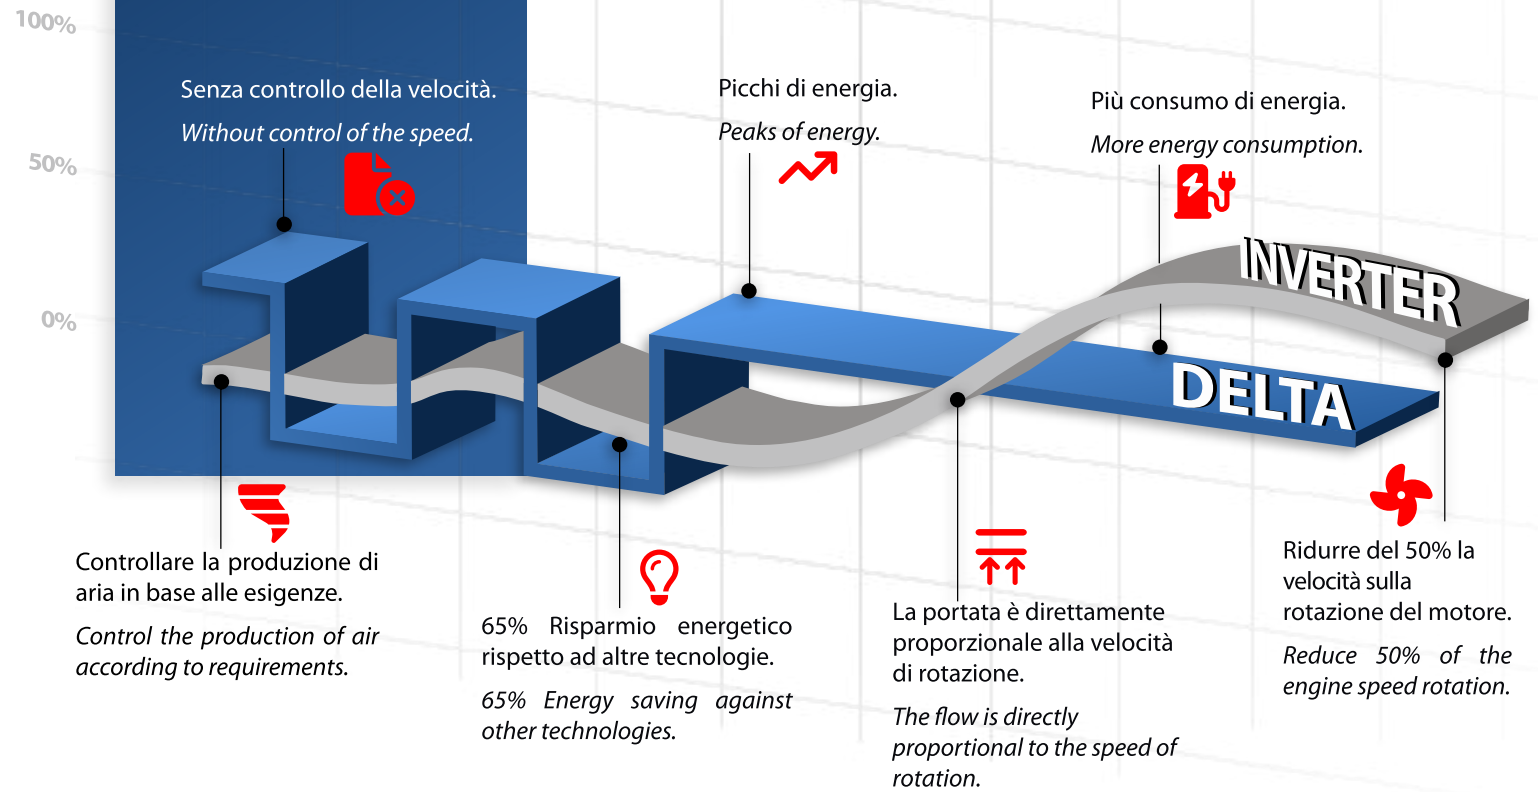 100%
50%
0%
Senza controllo della velocità.
Without control of the speed.
Picchi di energia.
Peaks of energy.
Più consumo di energia.
More energy consumption.
INVERTER
DELTA
Controllare la produzione di
aria in base alle esigenze.
Control the production of air
according to requirements.
65% Risparmio energetico
rispetto ad altre tecnologie.
65% Energy saving against
other technologies.
La portata è direttamente
proporzionale alla velocità
di rotazione.
The flow is directly
proportional to the speed of
rotation.
Ridurre del 50% la
velocità sulla
rotazione del motore.
Reduce 50% of the
engine speed rotation.